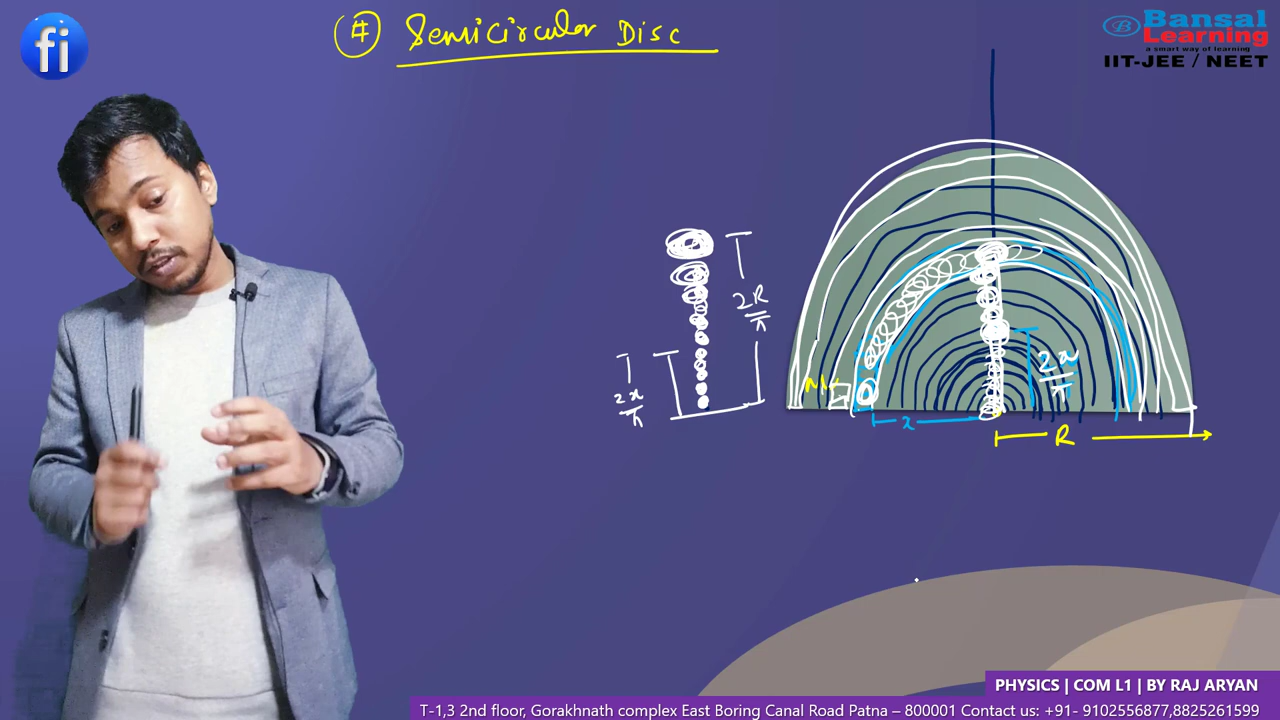 fi
# Semicircular Disc
Bansal
Learning
a smart way of learning
IIT-JEE / NEET
2R/π
2x/π
2x/π
M
x
R
PHYSICS | COM L1 | BY RAJ ARYAN
T-1,3 2nd floor, Gorakhnath complex East Boring Canal Road Patna – 800001 Contact us: +91- 9102556877,8825261599